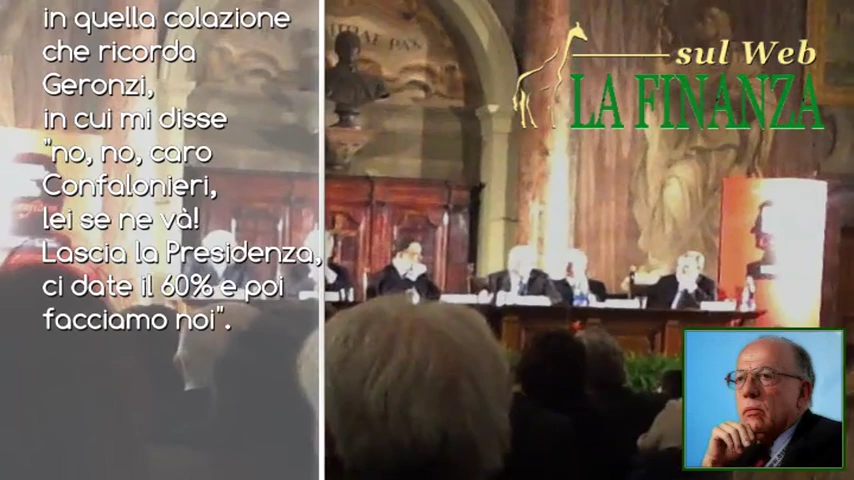 in quella colazione
che ricorda
Geronzi,
in cui mi disse
"no, no, caro
Confalonieri,
lei se ne và!
Lascia la Presidenza,
ci date il 60% e poi
facciamo noi".
sul Web
LA FINANZA